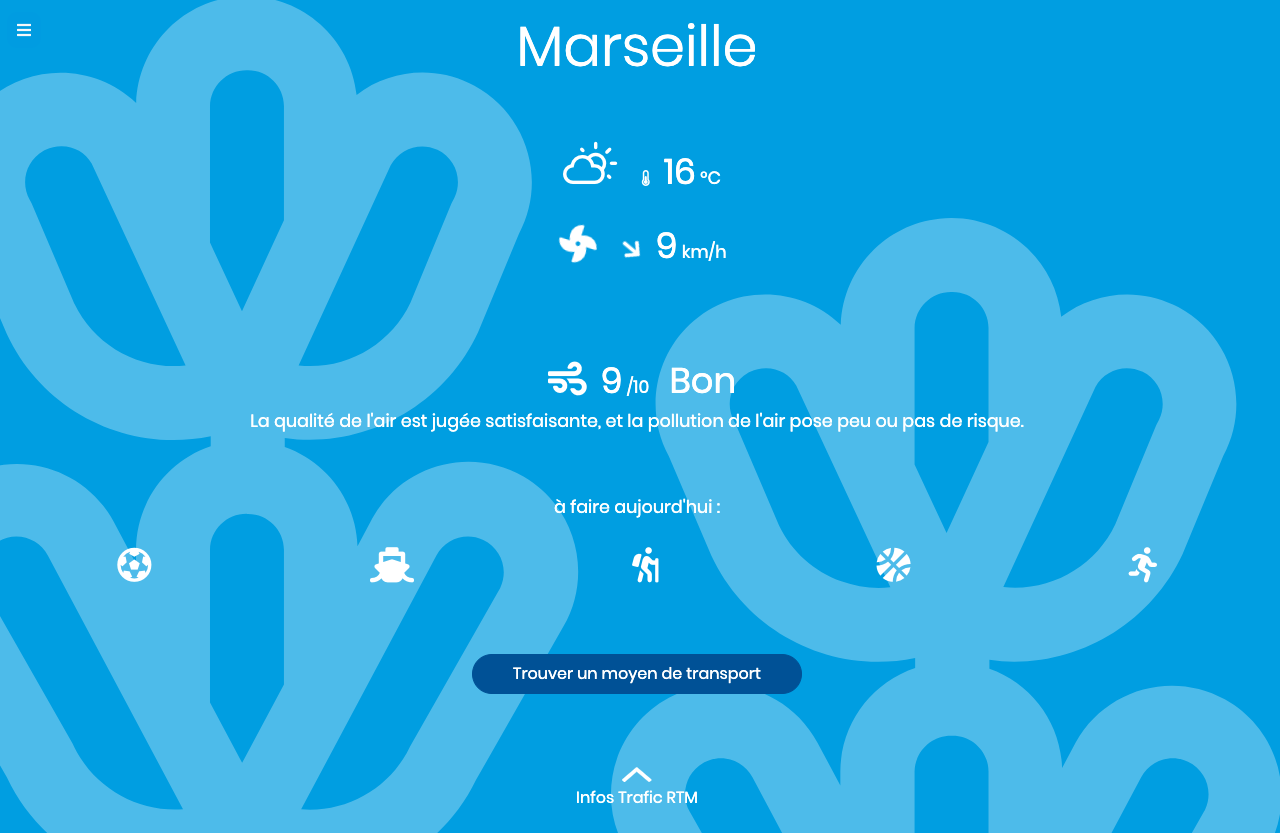 Marseille
16 °C
9 km/h
9 /10 Bon
La qualité de l'air est jugée satisfaisante, et la pollution de l'air pose peu ou pas de risque.
à faire aujourd'hui :
Trouver un moyen de transport
Infos Trafic RTM